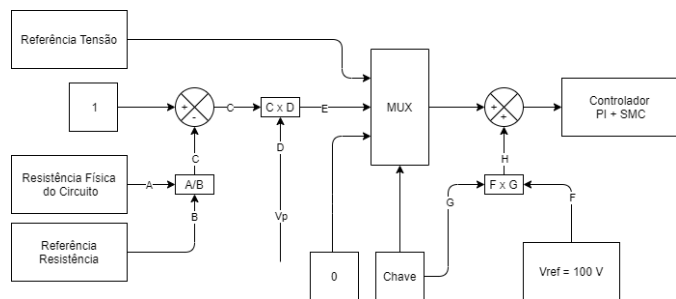 Referência Tensão
1
+
-
C
C x D
E
MUX
+
+
Controlador
PI + SMC
C
D
H
Resistência Física
do Circuito
A
A/B
F x G
B
G
F
Vp
Referência
Resistência
0
Chave
Vref = 100 V